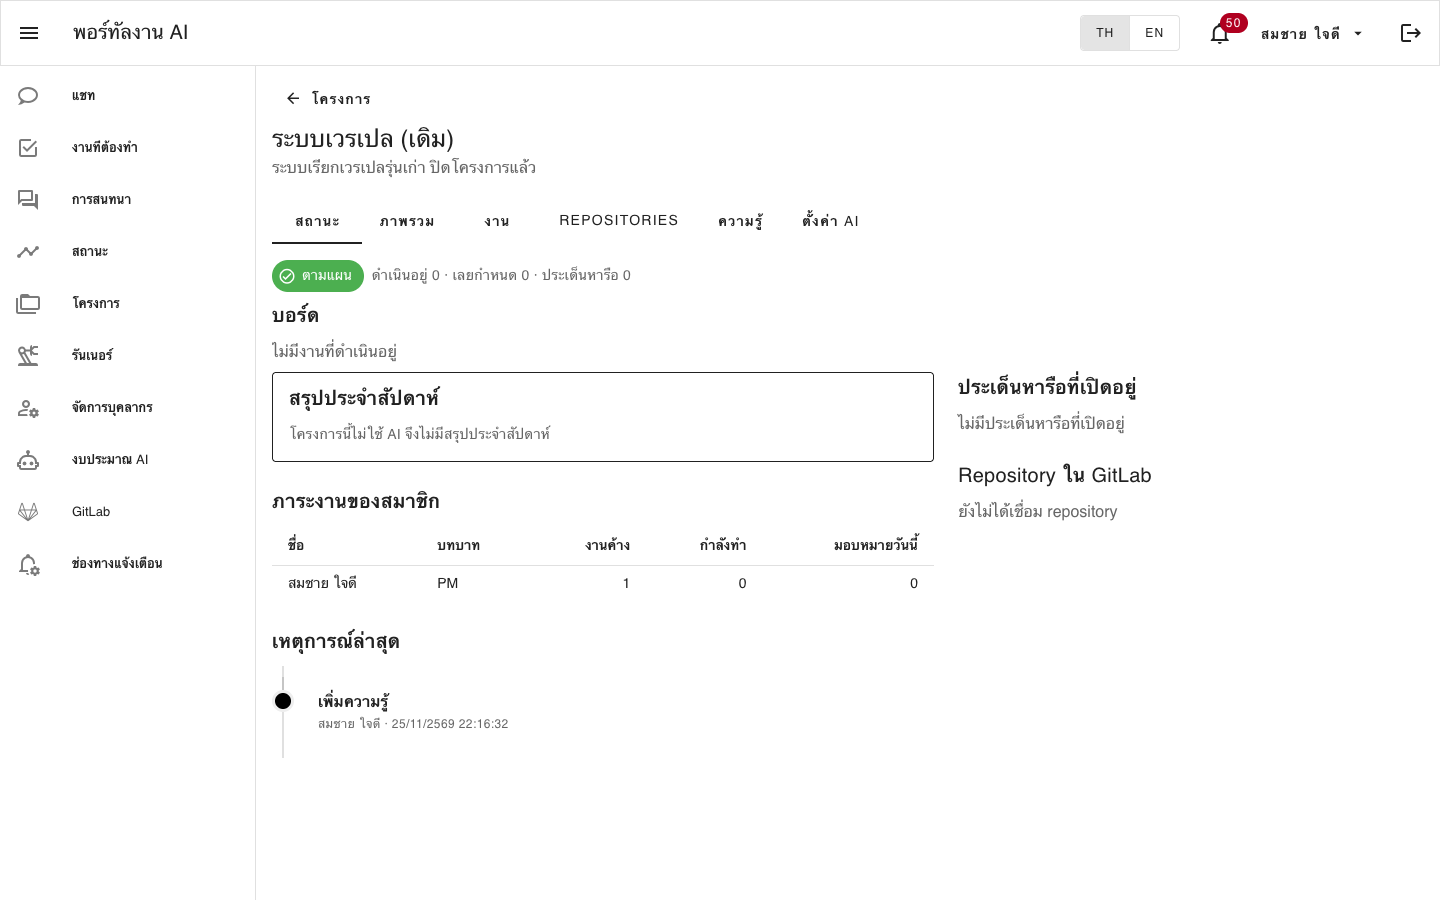 พอร์ทัลงาน AI
TH
EN
50
สมชาย ใจดี
แชท
งานที่ต้องทำ
การสนทนา
สถานะ
โครงการ
รันเนอร์
จัดการบุคลากร
งบประมาณ AI
GitLab
ช่องทางแจ้งเตือน
โครงการ
ระบบเวรเปล (เดิม)
ระบบเรียกเวรเปลรุ่นเก่า ปิดโครงการแล้ว
สถานะ
ภาพรวม
งาน
REPOSITORIES
ความรู้
ตั้งค่า AI
ตามแผน
ดำเนินอยู่ 0 · เลยกำหนด 0 · ประเด็นหารือ 0
บอร์ด
ไม่มีงานที่ดำเนินอยู่
สรุปประจำสัปดาห์
โครงการนี้ไม่ใช้ AI จึงไม่มีสรุปประจำสัปดาห์
ภาระงานของสมาชิก
ชื่อ บทบาท งานค้าง กำลังทำ มอบหมายวันนี้
สมชาย ใจดี PM 1 0 0
เหตุการณ์ล่าสุด
เพิ่มความรู้
สมชาย ใจดี · 25/11/2569 22:16:32
ประเด็นหารือที่เปิดอยู่
ไม่มีประเด็นหารือที่เปิดอยู่
Repository ใน GitLab
ยังไม่ได้เชื่อม repository